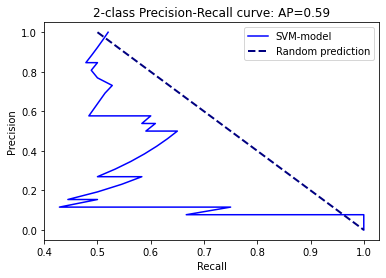 2-class Precision-Recall curve: AP=0.59
SVM-model
Random prediction
Precision
1.0
0.8
0.6
0.4
0.2
0.0
0.4 0.5 0.6 0.7 0.8 0.9 1.0
Recall